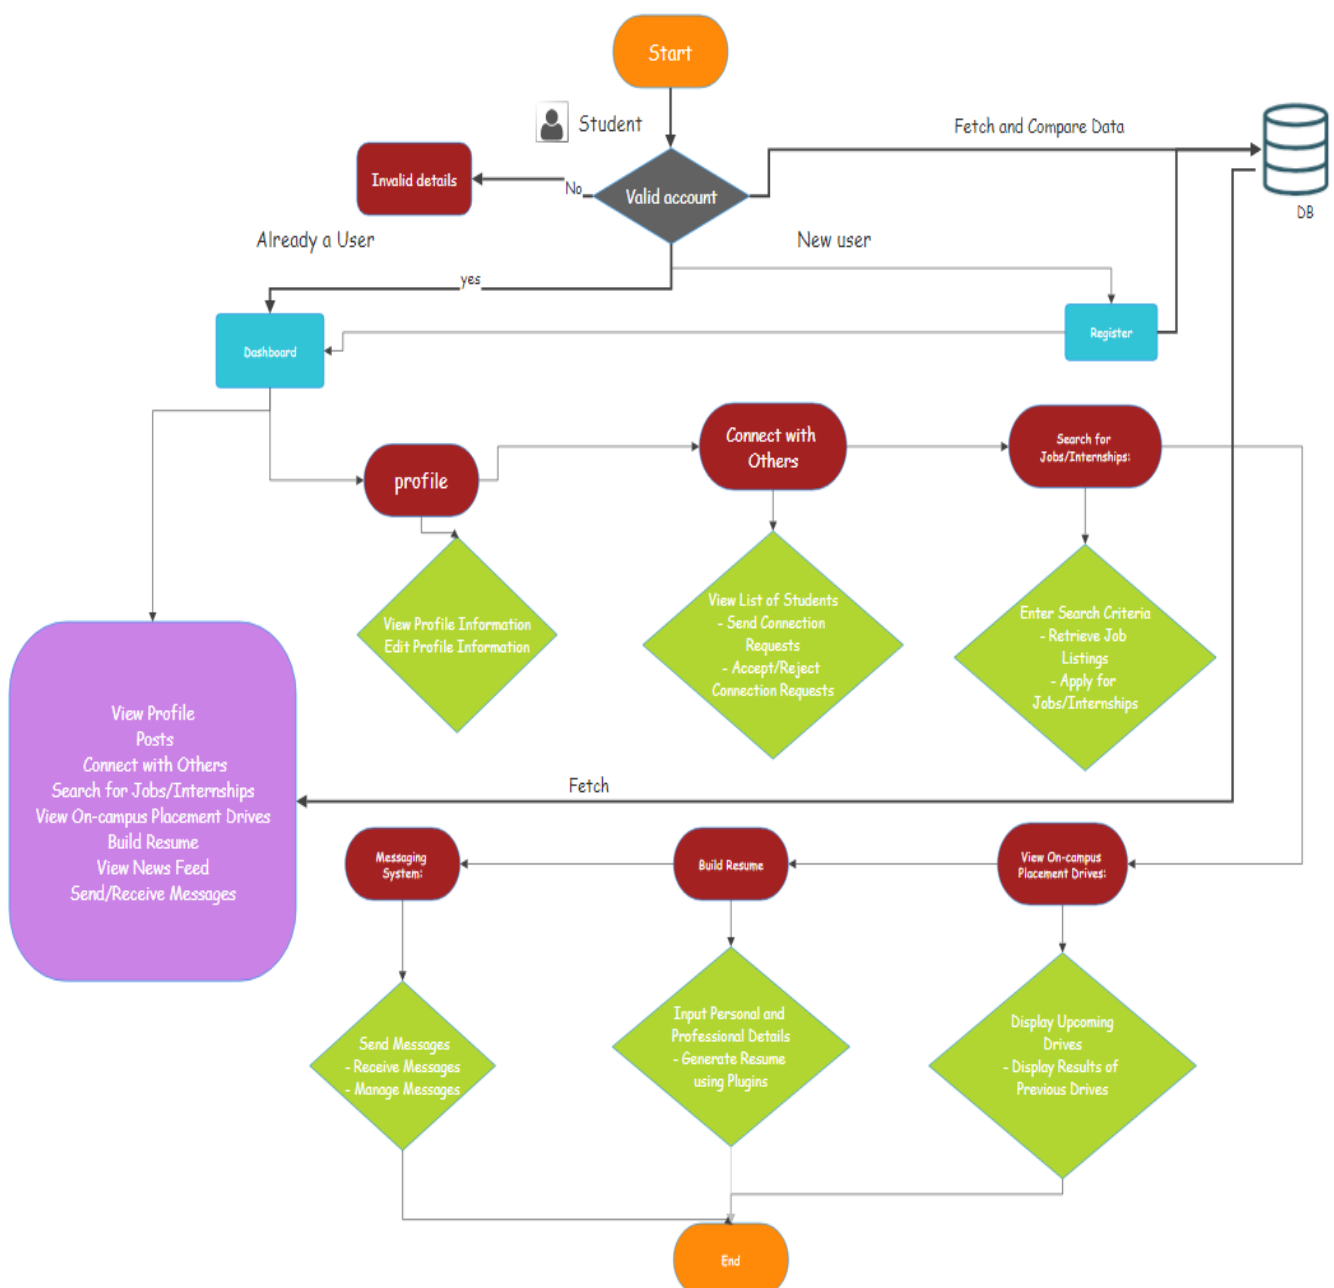 Start
Student
Fetch and Compare Data
Invalid details
No
Valid account
DB
Already a User
New user
yes
Dashboard
Register
Connect with
Others
Search for
Jobs/Internships:
profile
View Profile Information
Edit Profile Information
View List of Students
- Send Connection
Requests
- Accept/Reject
Connection Requests
Enter Search Criteria
- Retrieve Job
Listings
- Apply for
Jobs/Internships
View Profile
Posts
Connect with Others
Search for Jobs/Internships
View On-campus Placement Drives
Build Resume
View News Feed
Send/Receive Messages
Fetch
Messaging
System:
Build Resume
View On-campus
Placement Drives:
Send Messages
- Receive Messages
- Manage Messages
Input Personal and
Professional Details
- Generate Resume
using Plugins
Display Upcoming
Drives
- Display Results of
Previous Drives
End